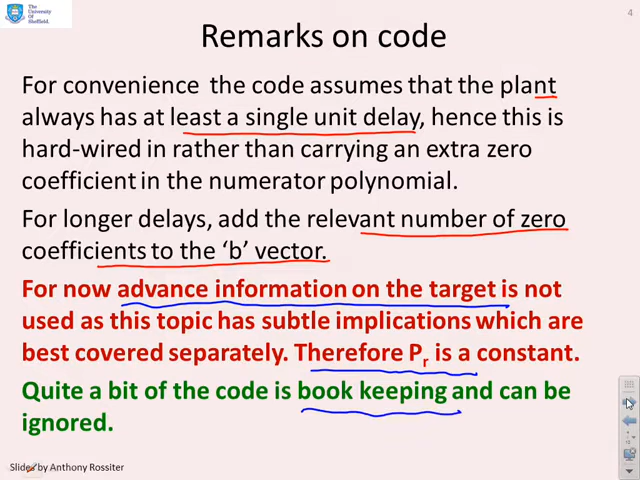 The
University
Of
Sheffield.
4
Remarks on code
For convenience the code assumes that the plant
always has at least a single unit delay, hence this is
hard-wired in rather than carrying an extra zero
coefficient in the numerator polynomial.
For longer delays, add the relevant number of zero
coefficients to the ‘b’ vector.
For now advance information on the target is not
used as this topic has subtle implications which are
best covered separately. Therefore Pr is a constant.
Quite a bit of the code is book keeping and can be
ignored.
Slides by Anthony Rossiter